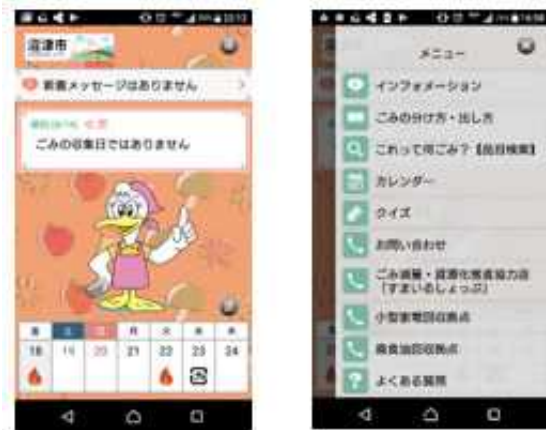 沼津市
新着メッセージはありません
ごみの収集日ではありません
金 土 日 月 火 水 木
18 19 20 21 22 23 24
メニュー
インフォメーション
ごみの分け方・出し方
これって何ごみ?【品目検索】
カレンダー
クイズ
お問い合わせ
ごみ減量・資源化推進協力店
「すまいるしょっぷ」
小型家電回収拠点
廃食油回収拠点
よくある質問